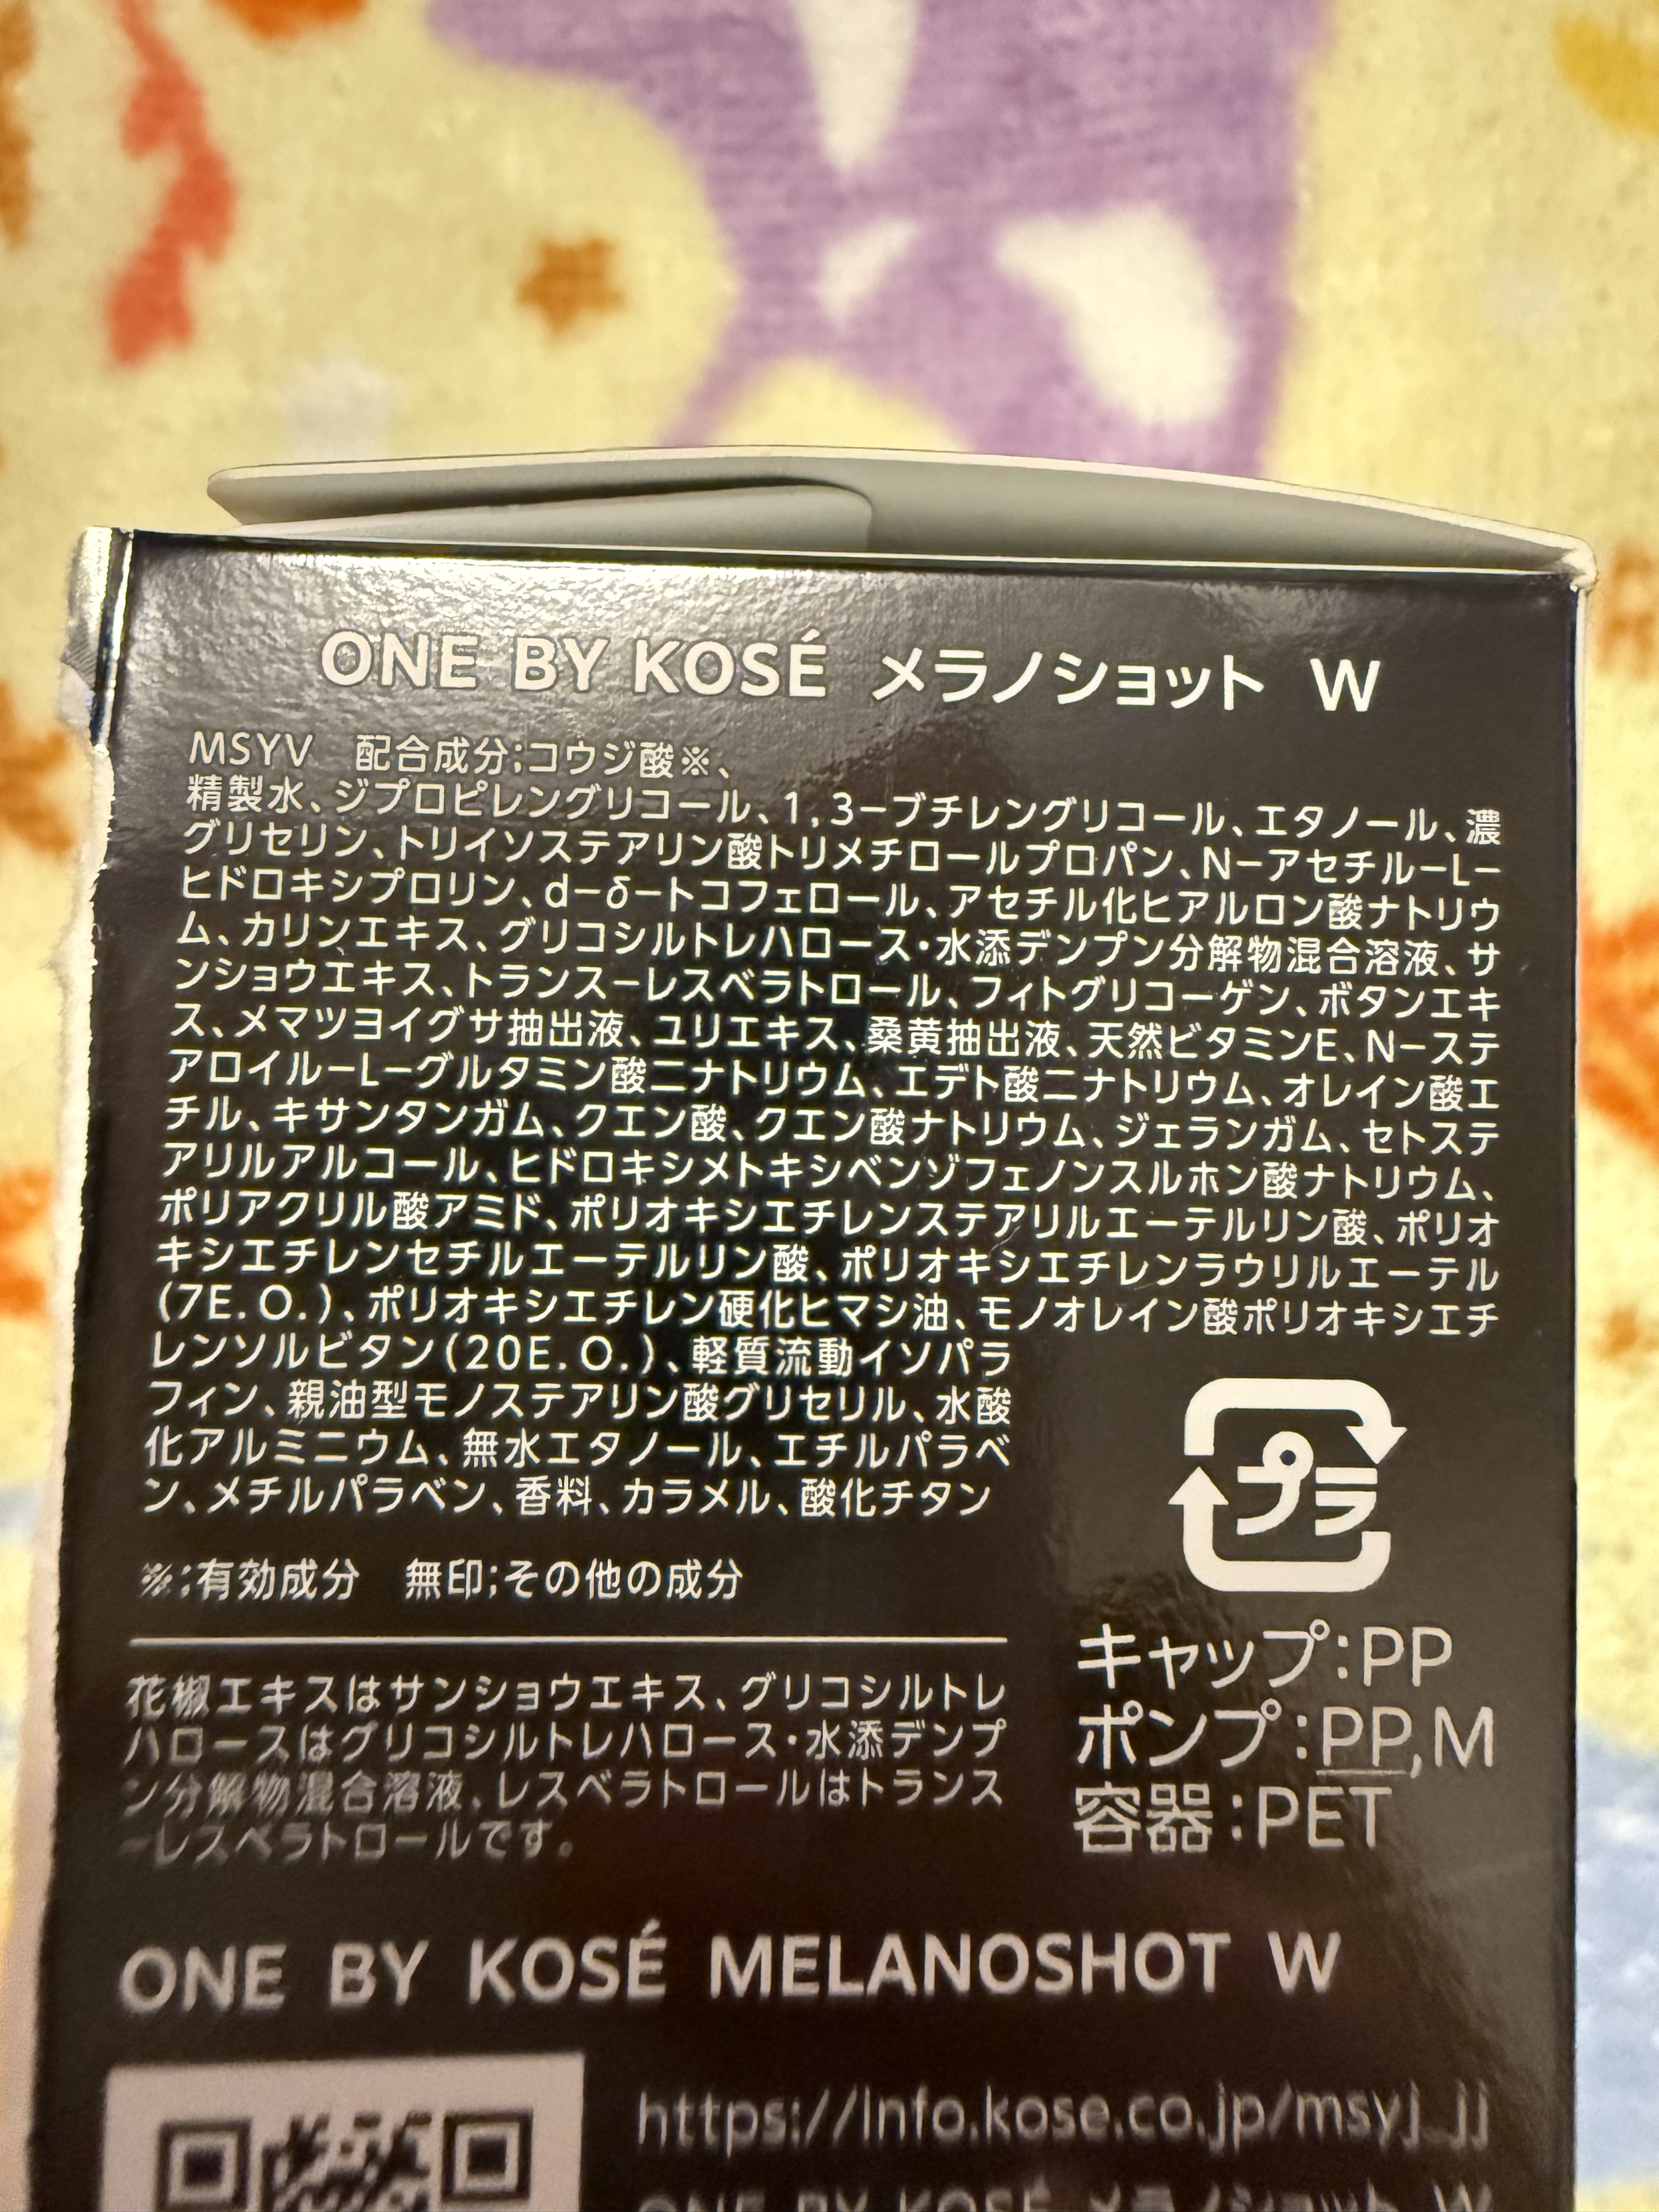 ONE BY KOSÉ メラノショット W
MSYV 配合成分;コウジ酸※、
精製水、ジプロピレングリコール、1,3−ブチレングリコール、エタノール、濃
グリセリン、トリイソステアリン酸トリメチロールプロパン、N−アセチル−L−
ヒドロキシプロリン、d−δ−トコフェロール、アセチル化ヒアルロン酸ナトリウ
ム、カリンエキス、グリコシルトレハロース・水添デンプン分解物混合溶液、サ
ンショウエキス、トランス−レスベラトロール、フィトグリコーゲン、ボタンエキ
ス、メマツヨイグサ抽出液、ユリエキス、桑黄抽出液、天然ビタミンE、N−ステ
アロイル−L−グルタミン酸二ナトリウム、エデト酸二ナトリウム、オレイン酸エ
チル、キサンタンガム、クエン酸、クエン酸ナトリウム、ジェランガム、セトステ
アリルアルコール、ヒドロキシメトキシベンゾフェノンスルホン酸ナトリウム、
ポリアクリル酸アミド、ポリオキシエチレンステアリルエーテルリン酸、ポリオ
キシエチレンセチルエーテルリン酸、ポリオキシエチレンラウリルエーテル
(7E.O.)、ポリオキシエチレン硬化ヒマシ油、モノオレイン酸ポリオキシエチ
レンソルビタン(20E.O.)、軽質流動イソパラ
フィン、親油型モノステアリン酸グリセリル、水酸
化アルミニウム、無水エタノール、エチルパラベ
ン、メチルパラベン、香料、カラメル、酸化チタン
※;有効成分 無印;その他の成分
花椒エキスはサンショウエキス、グリコシルトレ
ハロースはグリコシルトレハロース・水添デンプ
ン分解物混合溶液、レスベラトロールはトランス
−レスベラトロールです。
プラ
キャップ:PP
ポンプ:PP,M
容器:PET
ONE BY KOSÉ MELANOSHOT W
https://info.kose.co.jp/msyj_jj
ONE BY KOSÉ メラノショット W